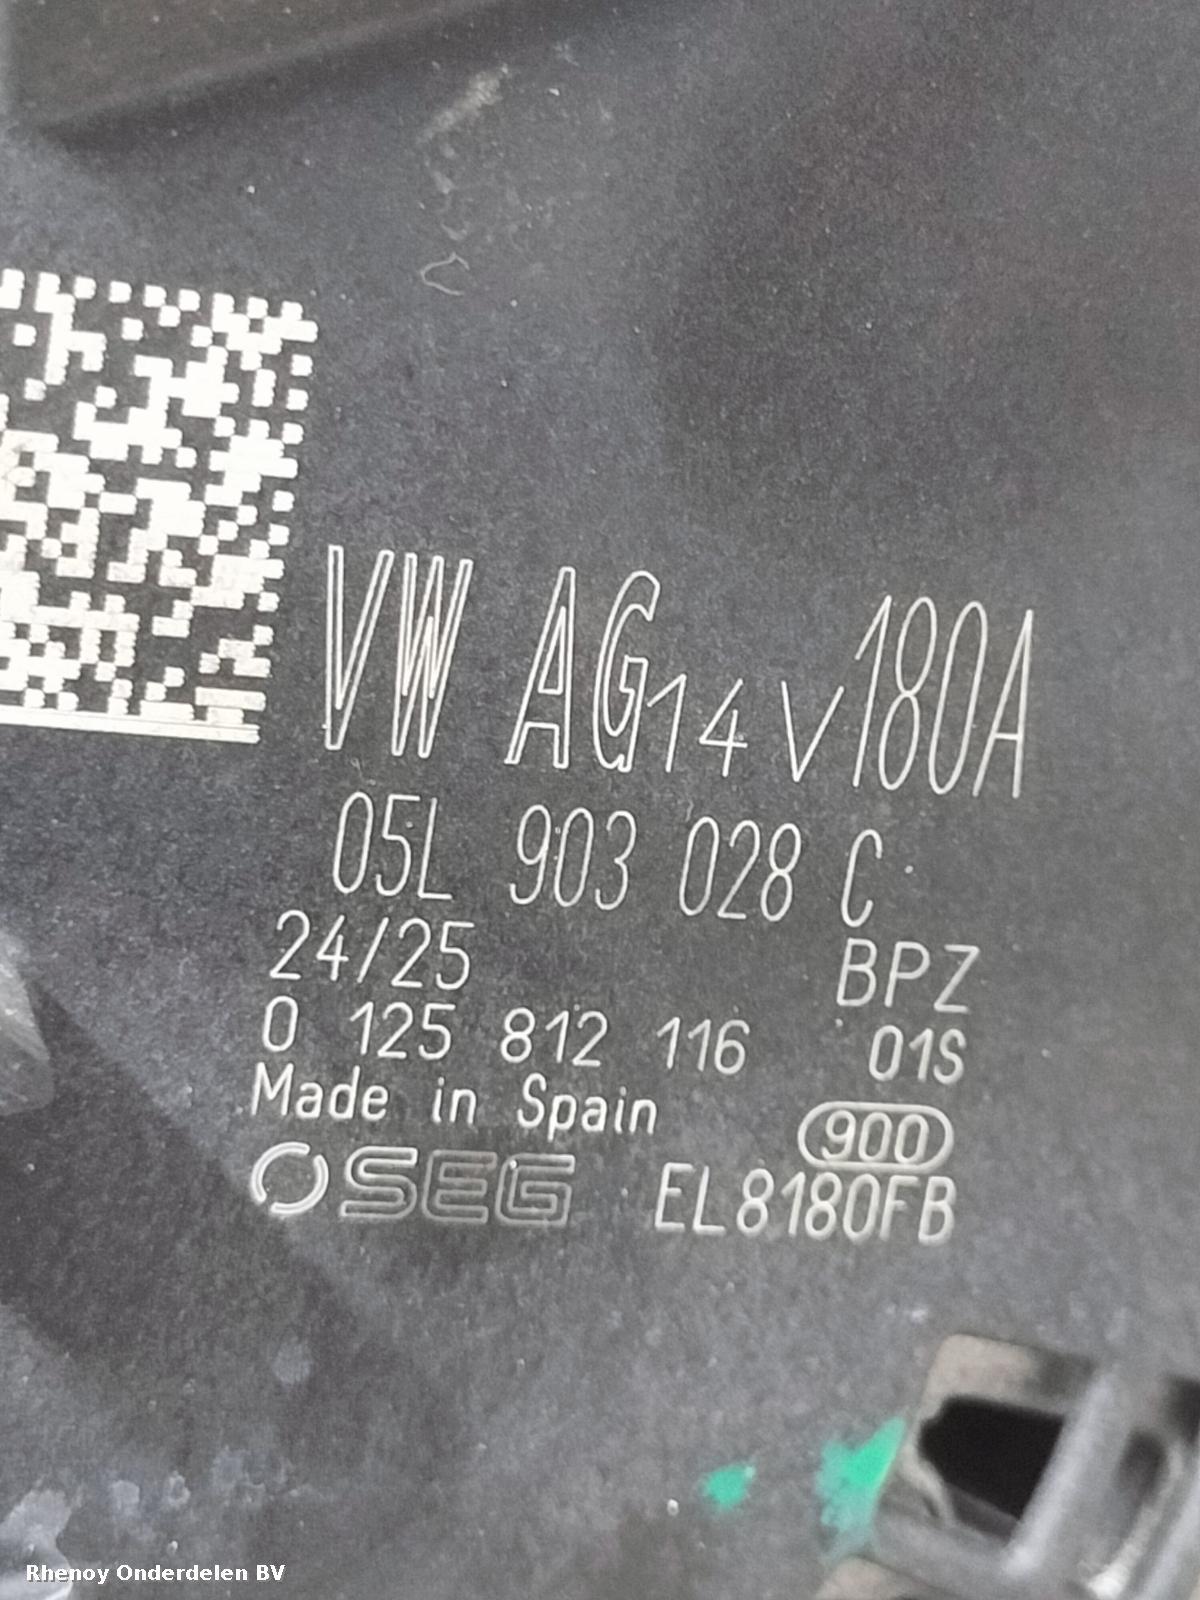 VW AG 14 V 180A
05L 903 028 C
24/25 BPZ
0 125 812 116 01S
Made in Spain 900
SEG EL8180FB
Rhenoy Onderdelen BV